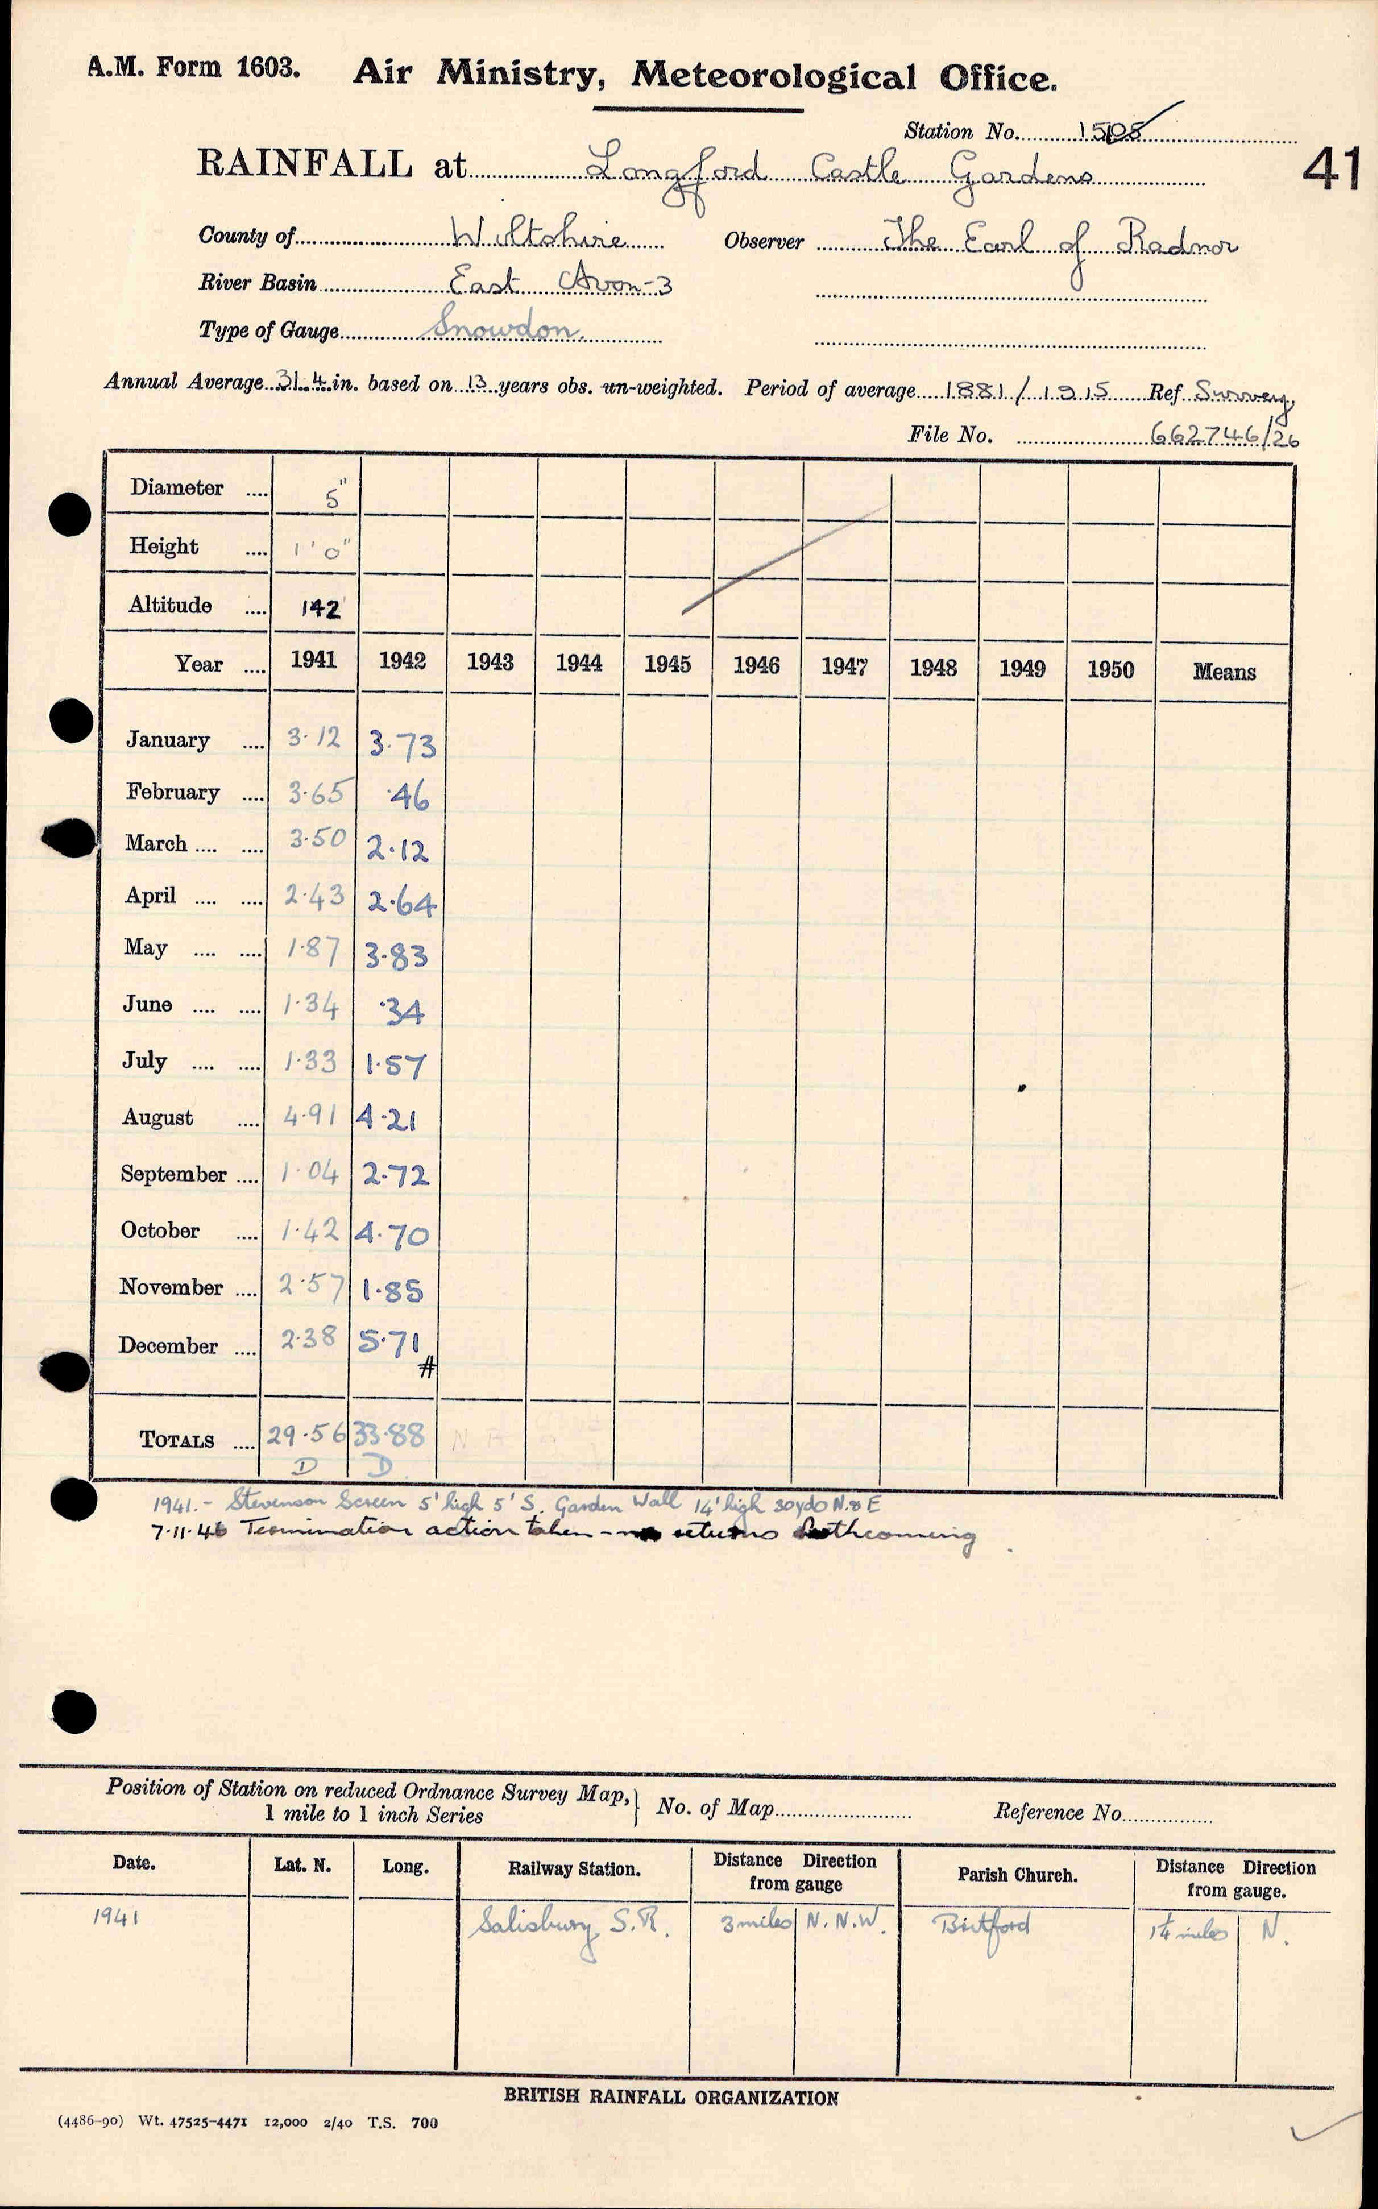 A.M. Form 1603. Air Ministry, Meteorological Office.
Station No. 1505
41
RAINFALL at Longford Castle Gardens
County of Wiltshire Observer The Earl of Radnor
River Basin East Avon-3
Type of Gauge Snowdon.
Annual Average 31.4 in. based on 13 years obs. un-weighted. Period of average 1881/1915 Ref Survey,
File No. 662746/26
Diameter .... 5"
Height .... 1' 0"
Altitude .... 142
Year .... 1941 1942 1943 1944 1945 1946 1947 1948 1949 1950 Means
January .... 3.12 3.73
February .... 3.65 .46
March .... .... 3.50 2.12
April .... .... 2.43 2.64
May .... .... 1.87 3.83
June .... .... 1.34 .34
July .... .... 1.33 1.57
August .... 4.91 4.21
September .... 1.04 2.72
October .... 1.42 4.70
November .... 2.57 1.85
December .... 2.38 5.71
#
TOTALS .... 29.56 33.88
D D
1941.- Stevenson Screen 5' high 5' S. Garden Wall 14' high 30yds N. & E
7.11.46 Termination action taken - no returns forthcoming
Position of Station on reduced Ordnance Survey Map, } No. of Map Reference No.
1 mile to 1 inch Series
Date. Lat. N. Long. Railway Station. Distance Direction from gauge Parish Church. Distance Direction from gauge.
1941 Salisbury S.R. 3 miles N.N.W. Britford 1¼ miles N.
BRITISH RAINFALL ORGANIZATION
(4486-90) Wt. 47525-4471 12,000 2/40 T.S. 700